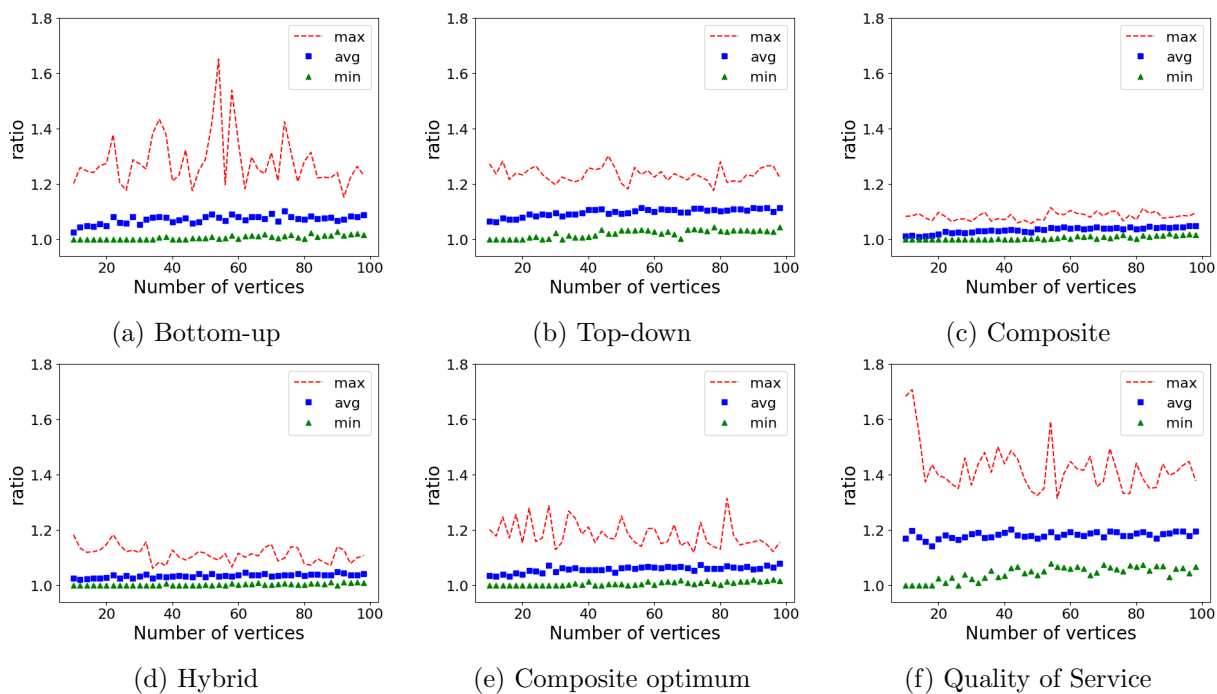 1.8
1.6
1.4
1.2
1.0
ratio
max
avg
min
20 40 60 80 100
Number of vertices
(a) Bottom-up
1.8
1.6
1.4
1.2
1.0
ratio
max
avg
min
20 40 60 80 100
Number of vertices
(b) Top-down
1.8
1.6
1.4
1.2
1.0
ratio
max
avg
min
20 40 60 80 100
Number of vertices
(c) Composite
1.8
1.6
1.4
1.2
1.0
ratio
max
avg
min
20 40 60 80 100
Number of vertices
(d) Hybrid
1.8
1.6
1.4
1.2
1.0
ratio
max
avg
min
20 40 60 80 100
Number of vertices
(e) Composite optimum
1.8
1.6
1.4
1.2
1.0
ratio
max
avg
min
20 40 60 80 100
Number of vertices
(f) Quality of Service